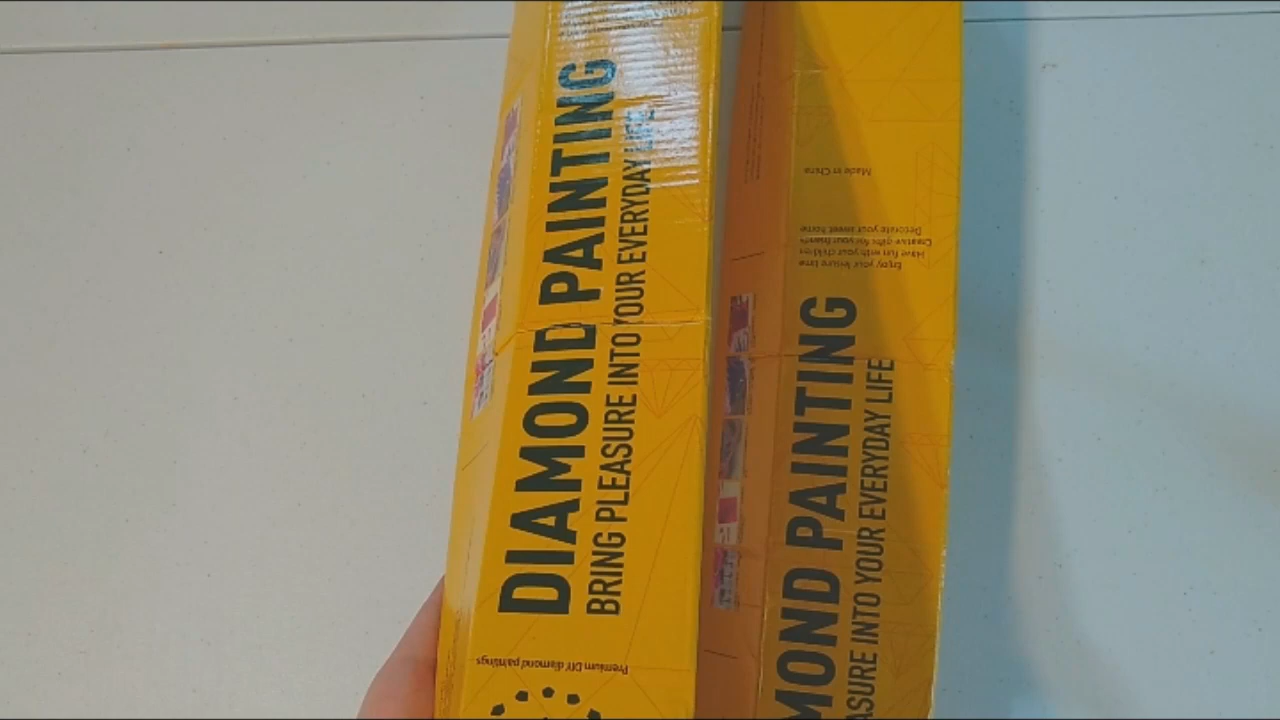 DIAMOND PAINTING
BRING PLEASURE INTO YOUR EVERYDAY LIFE
Premium DIY diamond paintings
MOND PAINTING
ASURE INTO YOUR EVERYDAY LIFE
Enjoy your leisure time
Have fun with your children
Creative gifts for your friends
Decorate your sweet home
Made in China